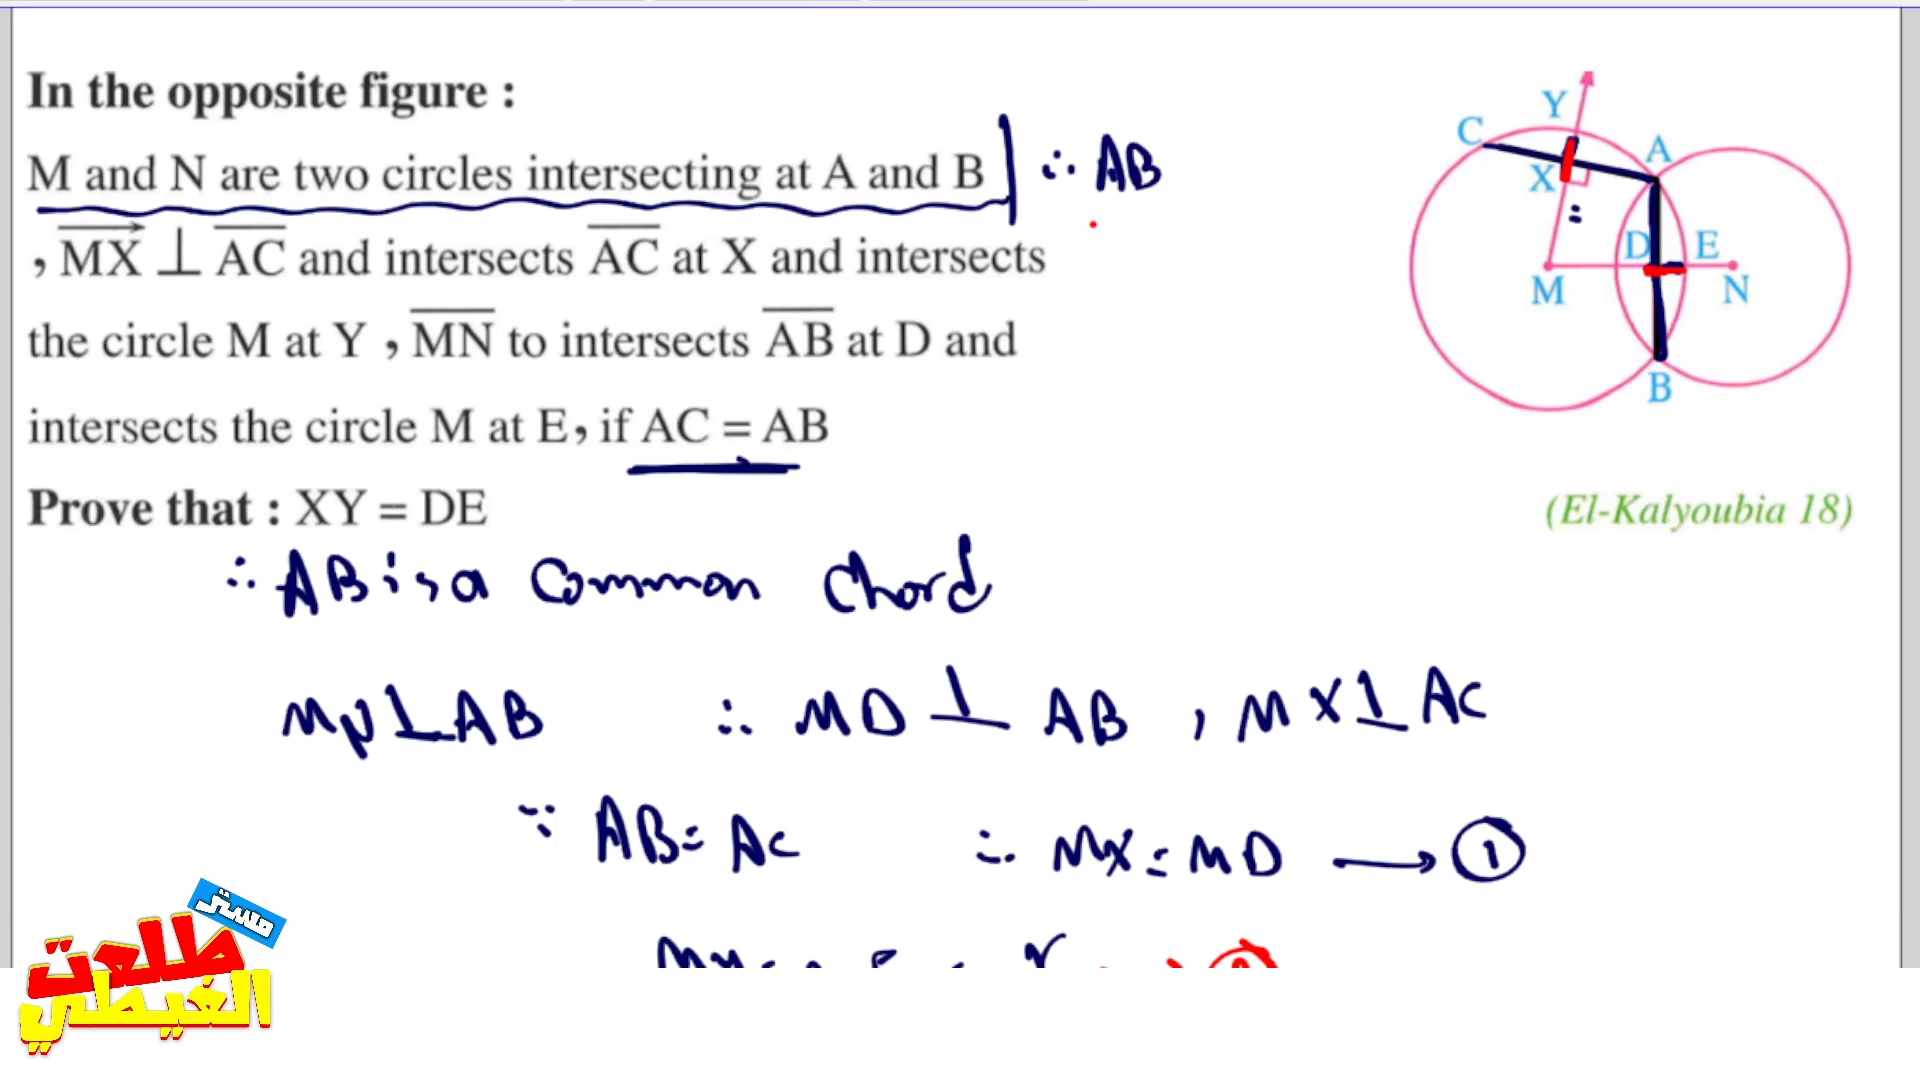 In the opposite figure :
M and N are two circles intersecting at A and B ∴ AB
, MX ⊥ AC and intersects AC at X and intersects
the circle M at Y , MN to intersects AB at D and
intersects the circle M at E, if AC = AB
Prove that : XY = DE
(El-Kalyoubia 18)
C
Y
A
X
=
D
E
M
N
B
∴ AB is a Common Chord
MN ⊥ AB ∴ MD ⊥ AB , MX ⊥ AC
∵ AB = AC ∴ MX = MD → ①
مستر
طلعت
الغيطي